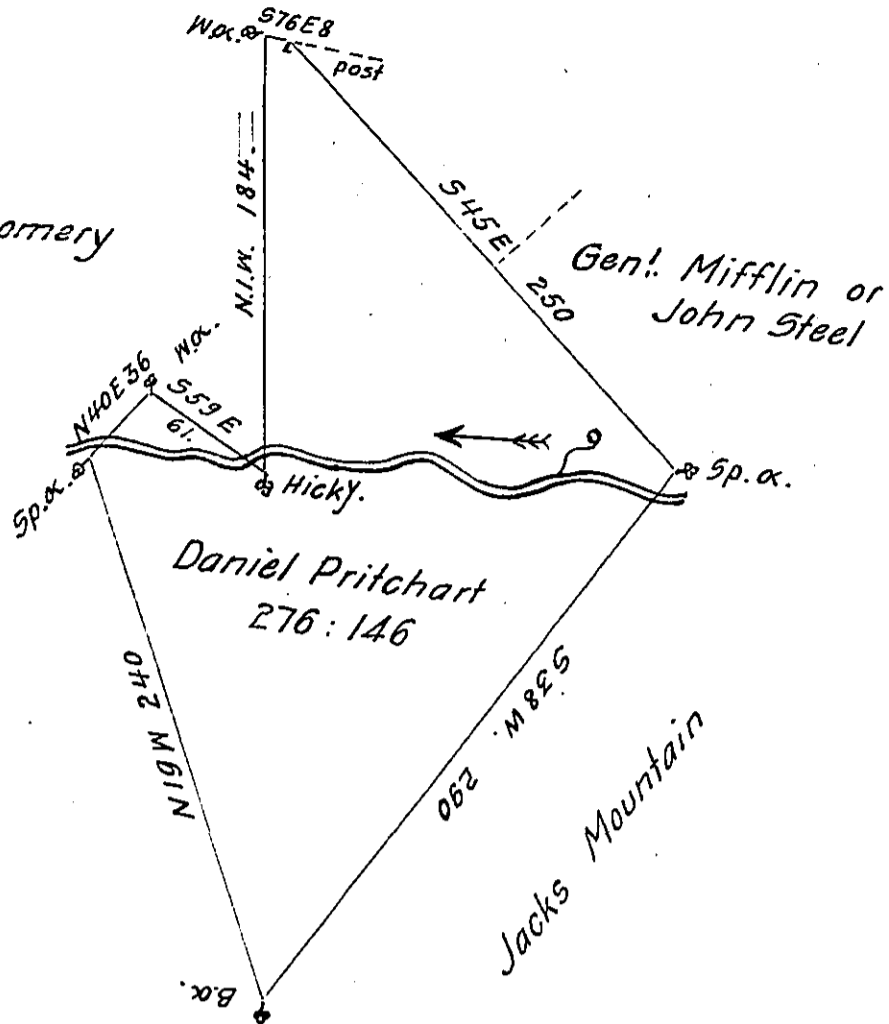 S76E8
W.α.
post
N.1.W. 184.
S45E
250
omery
Gen!. Mifflin or
John Steel
W.α.
N40E36
S59E
61.
Sp.α.
Hicky.
Sp.α.
Daniel Pritchart
276:146
N19W 240
S38W. 290
Jacks Mountain
B.α.